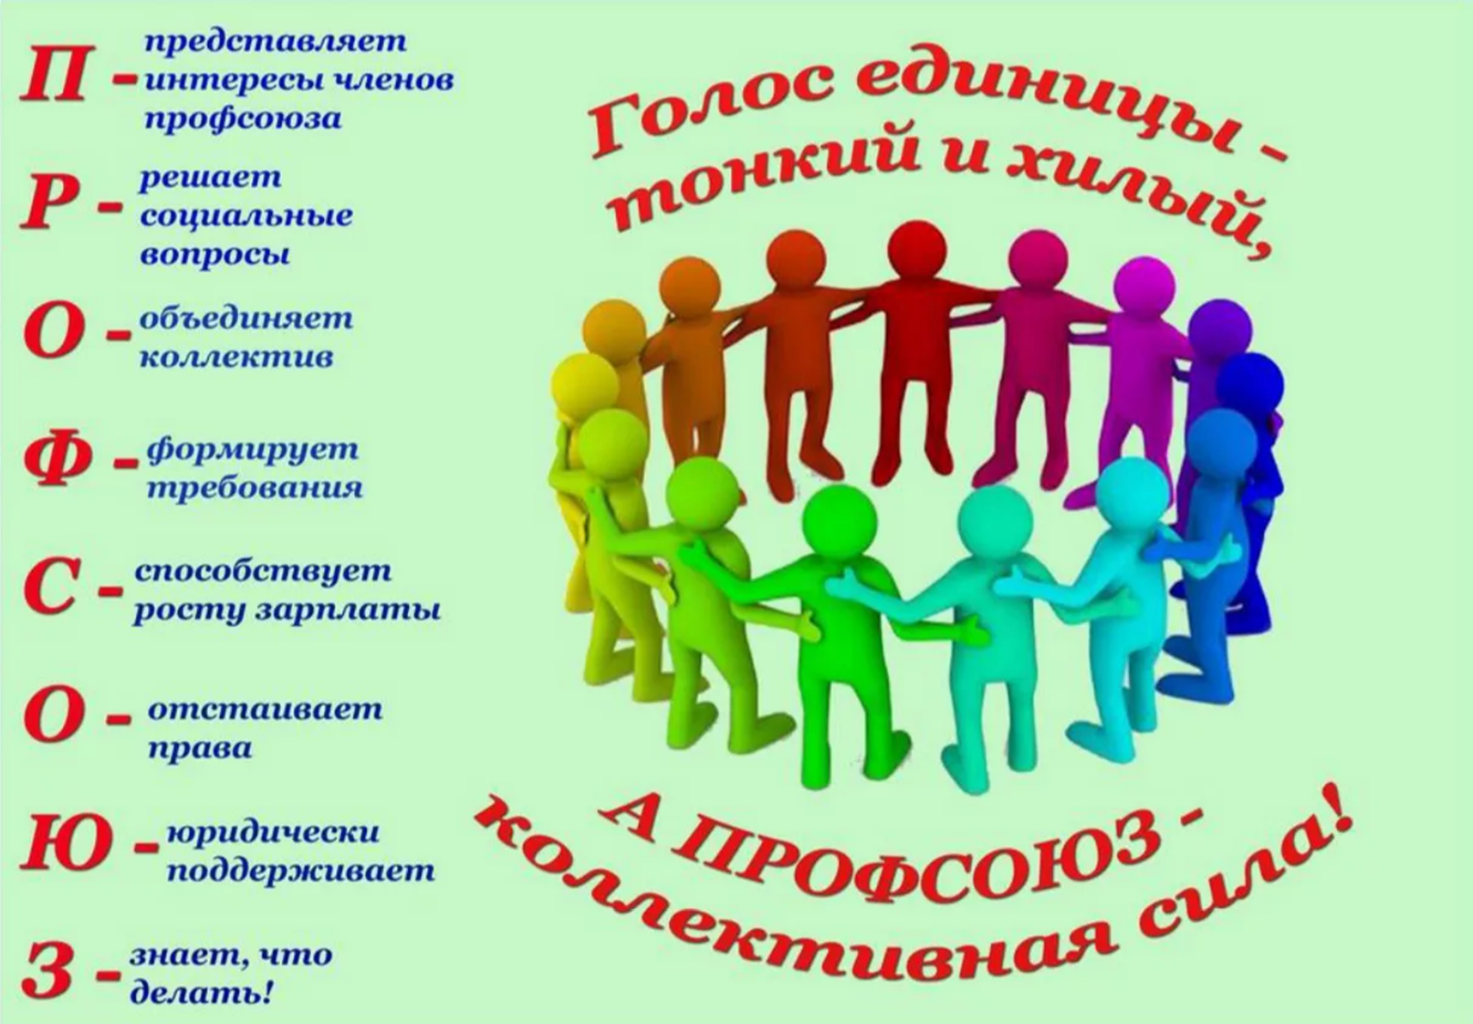 П - представляет
интересы членов
профсоюза
Р - решает
социальные
вопросы
О - объединяет
коллектив
Ф - формирует
требования
С - способствует
росту зарплаты
О - отстаивает
права
Ю - юридически
поддерживает
З - знает, что
делать!
Голос единицы -
тонкий и хилый,
А ПРОФСОЮЗ -
коллективная сила!